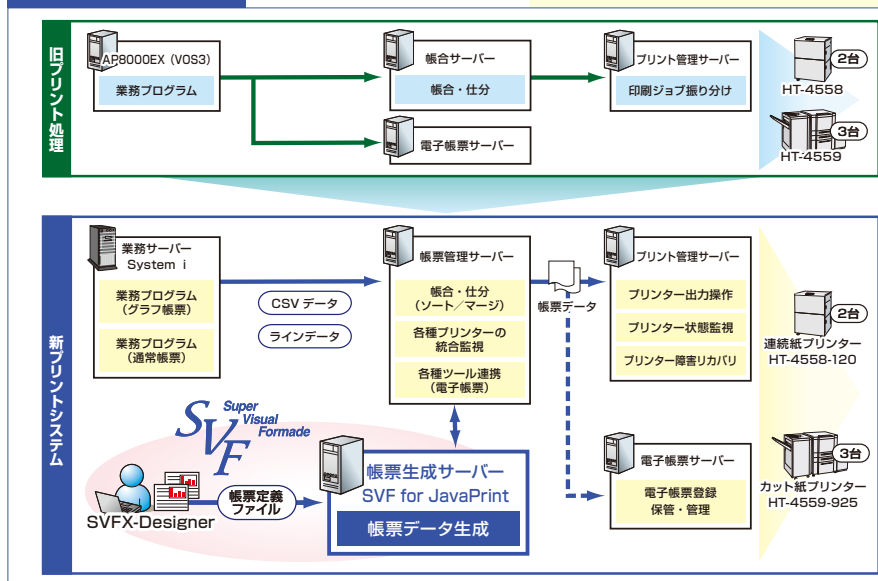 旧プリント処理
AP8000EX(VOS3)
業務プログラム
帳合サーバー
帳合・仕分
電子帳票サーバー
プリント管理サーバー
印刷ジョブ振り分け
2台
HT-4558
3台
HT-4559
新プリントシステム
業務サーバー
System i
業務プログラム
(グラフ帳票)
業務プログラム
(通常帳票)
CSV データ
ラインデータ
帳票管理サーバー
帳合・仕分
(ソート/マージ)
各種プリンターの
統合監視
各種ツール連携
(電子帳票)
帳票データ
プリント管理サーバー
プリンター出力操作
プリンター状態監視
プリンター障害リカバリ
2台
連続紙プリンター
HT-4558-120
SVF
Super
Visual
Formade
SVFX-Designer
帳票定義
ファイル
帳票生成サーバー
SVF for JavaPrint
帳票データ生成
電子帳票サーバー
電子帳票登録
保管・管理
3台
カット紙プリンター
HT-4559-925